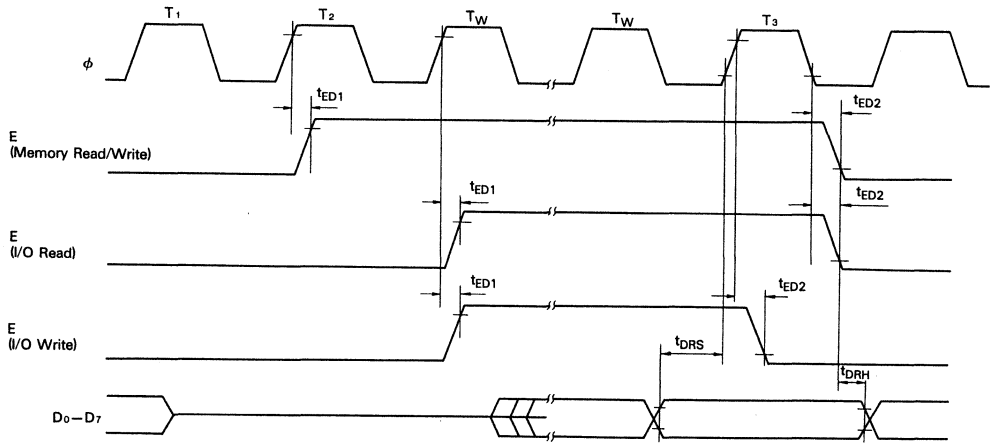 T1 T2 TW TW T3
φ
tED1 tED2
E
(Memory Read/Write)
tED1 tED2
E
(I/O Read)
tED1 tED2
E
(I/O Write)
tDRS
tDRH
D0—D7